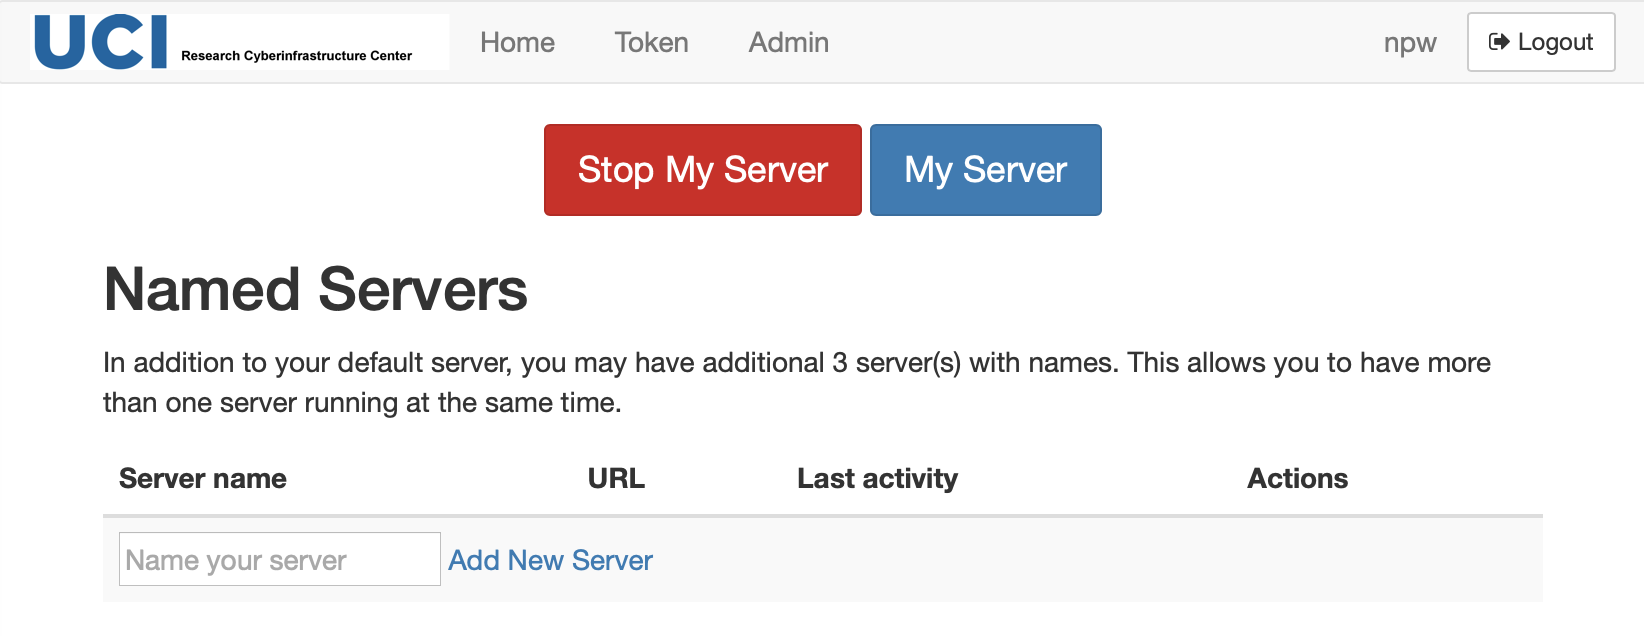 UCI Research Cyberinfrastructure Center Home Token Admin npw Logout
Stop My Server My Server
Named Servers
In addition to your default server, you may have additional 3 server(s) with names. This allows you to have more
than one server running at the same time.
Server name URL Last activity Actions
Name your server Add New Server